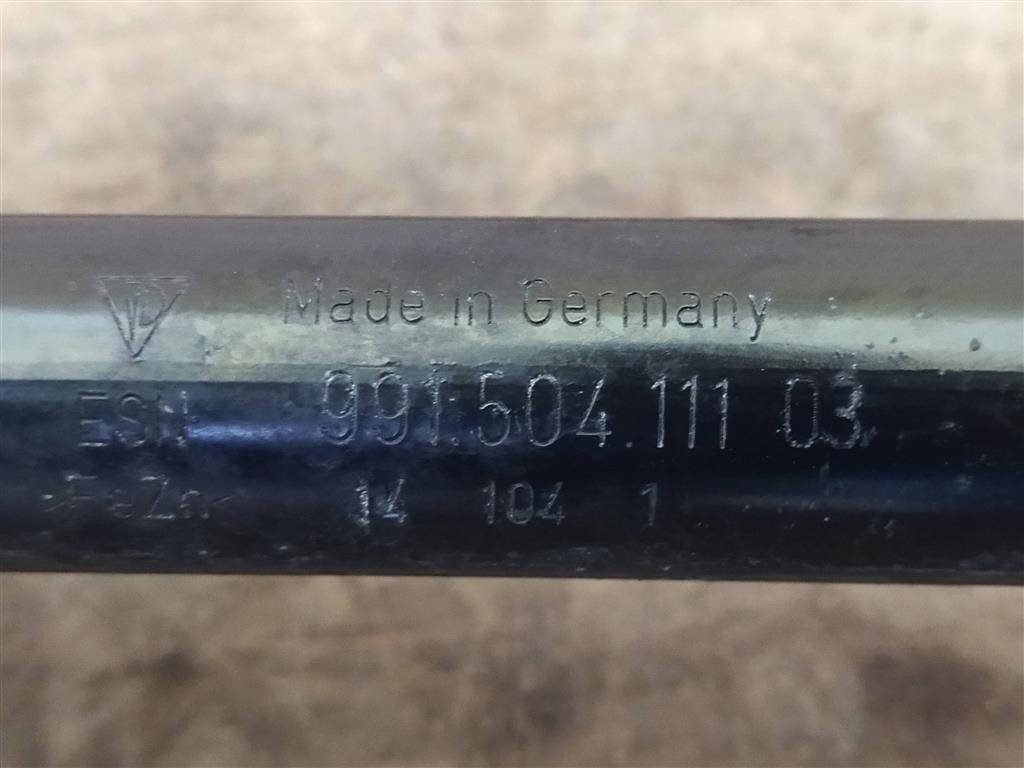 Made in Germany
ESN 991.504.111 03
>FeZn< 14 104 1